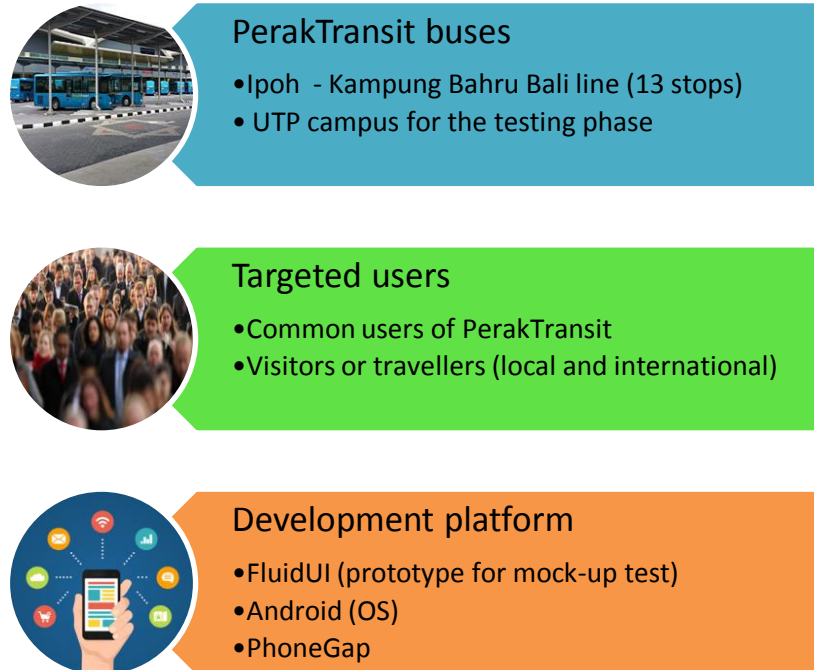 PerakTransit buses
•Ipoh - Kampung Bahru Bali line (13 stops)
• UTP campus for the testing phase
Targeted users
•Common users of PerakTransit
•Visitors or travellers (local and international)
Development platform
•FluidUI (prototype for mock-up test)
•Android (OS)
•PhoneGap